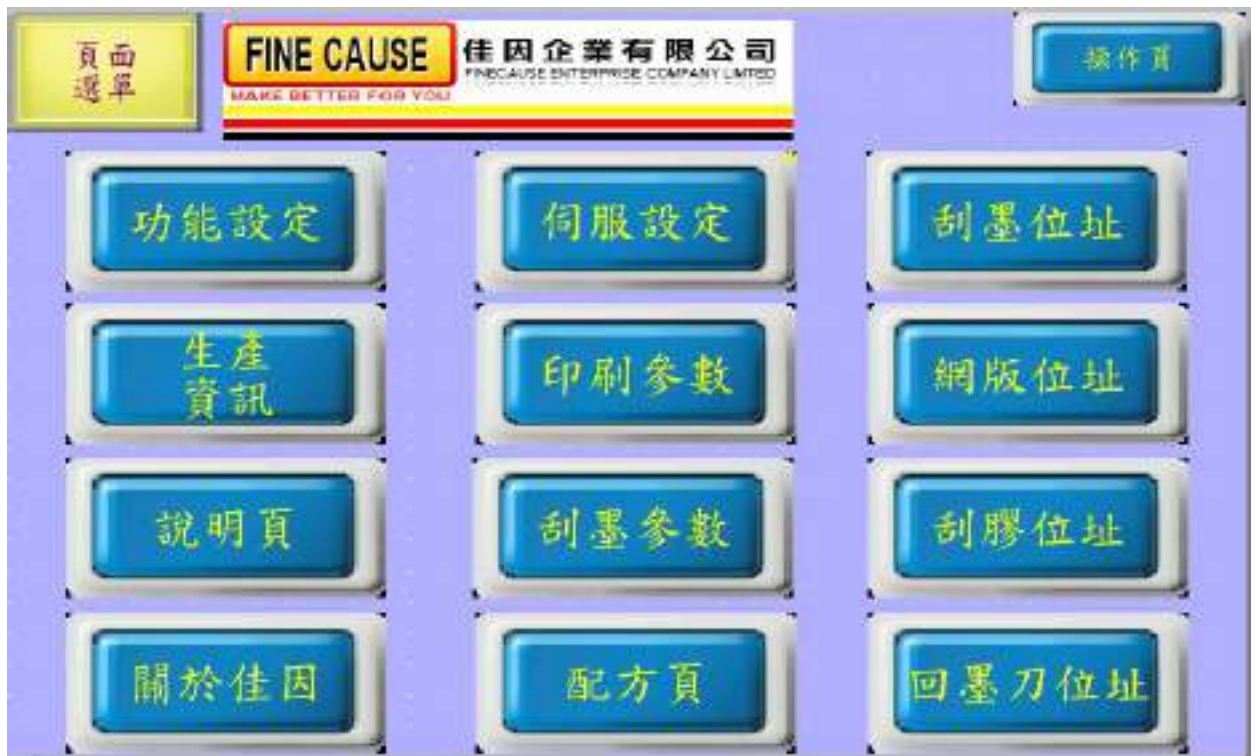 頁面
選單
FINE CAUSE
MAKE BETTER FOR YOU
佳因企業有限公司
FINECAUSE ENTERPRISE COMPANY LIMITED
操作頁
功能設定
伺服設定
刮墨位址
生產
資訊
印刷參數
網版位址
說明頁
刮墨參數
刮膠位址
關於佳因
配方頁
回墨刀位址